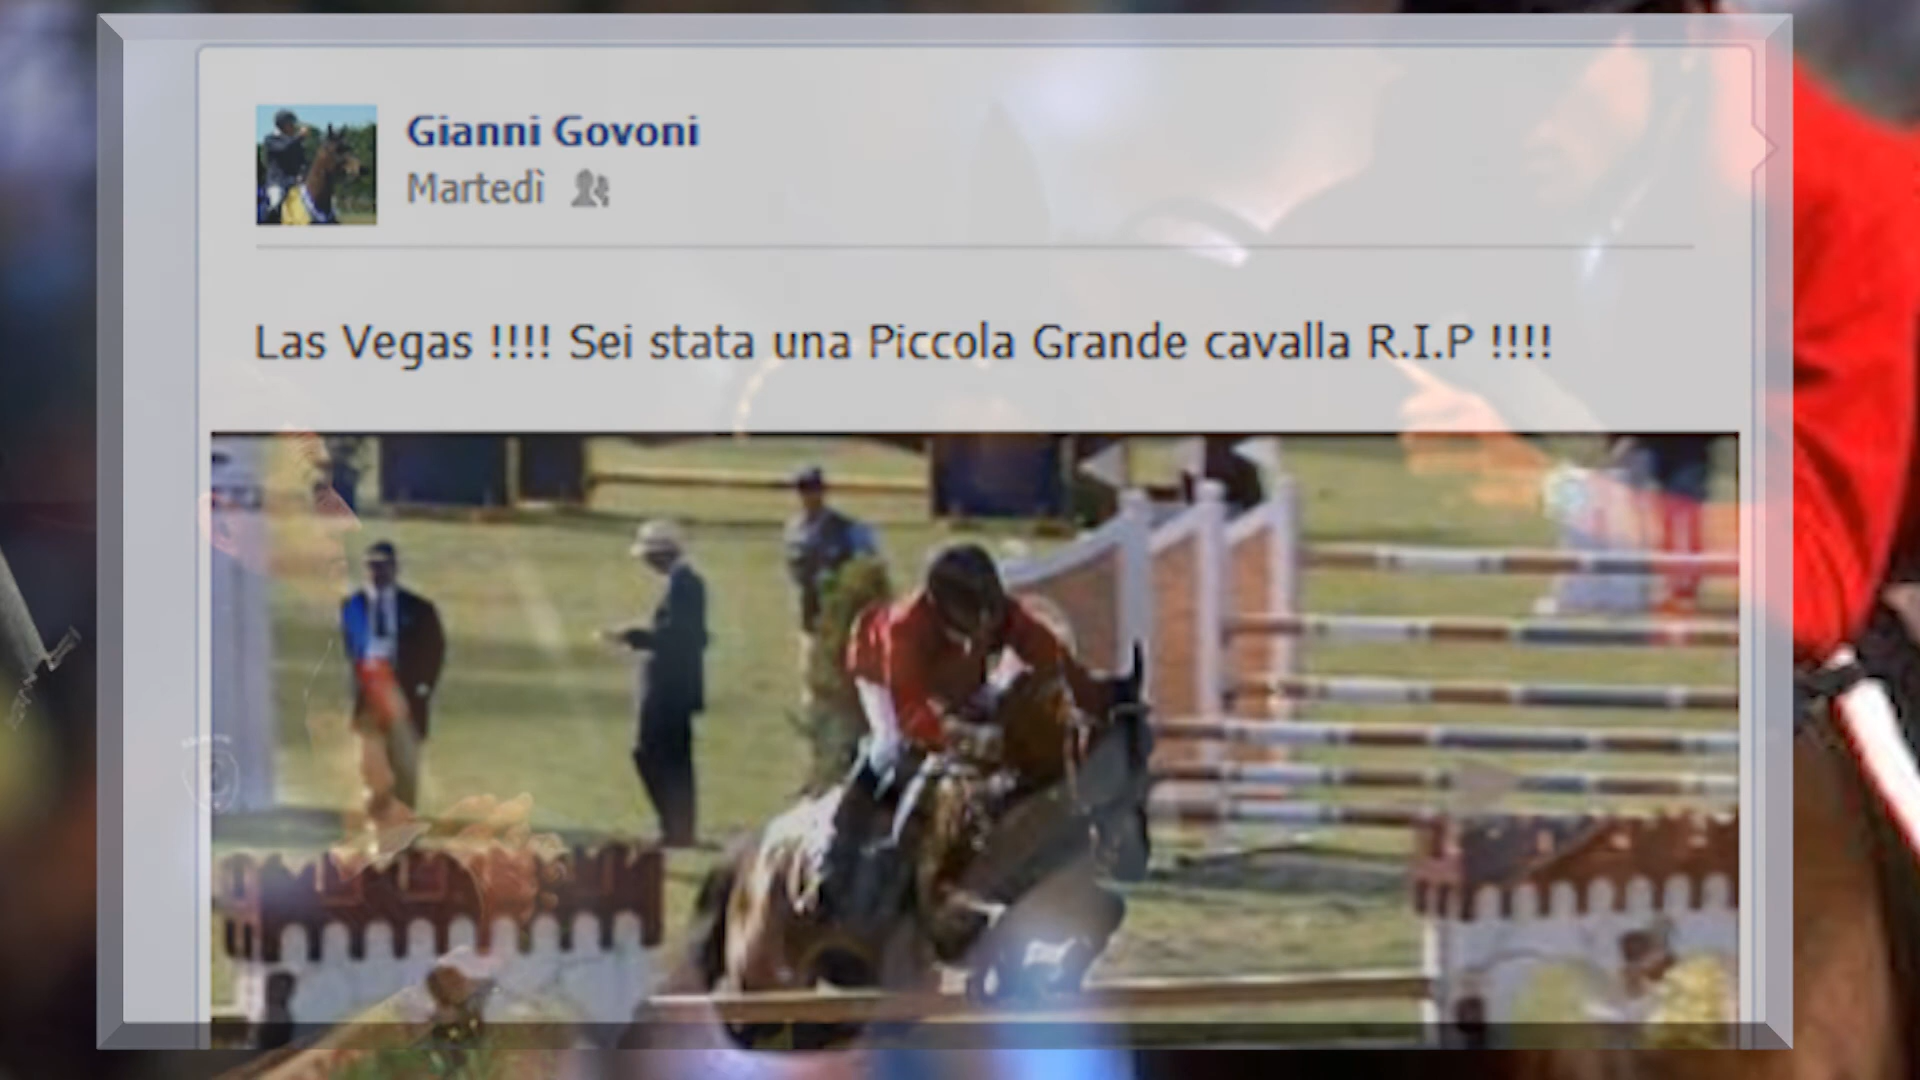 Gianni Govoni
Martedì
Las Vegas !!!! Sei stata una Piccola Grande cavalla R.I.P !!!!